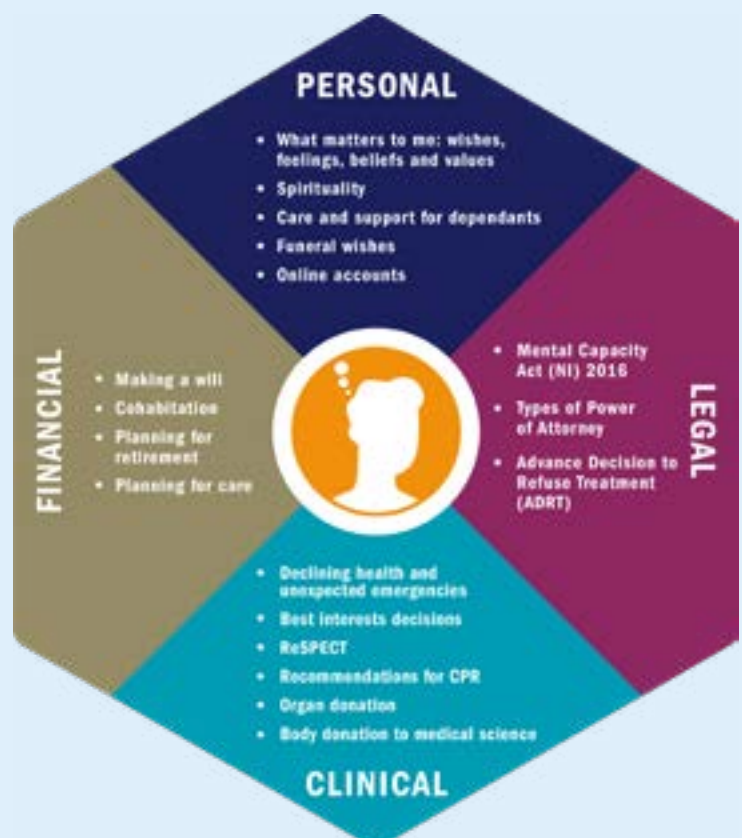 PERSONAL
• What matters to me: wishes,
feelings, beliefs and values
• Spirituality
• Care and support for dependants
• Funeral wishes
• Online accounts
FINANCIAL
• Making a will
• Cohabitation
• Planning for
retirement
• Planning for care
• Mental Capacity
Act (NI) 2016
• Types of Power
of Attorney
• Advance Decision to
Refuse Treatment
(ADRT)
LEGAL
• Declining health and
unexpected emergencies
• Best interests decisions
• ReSPECT
• Recommendations for CPR
• Organ donation
• Body donation to medical science
CLINICAL